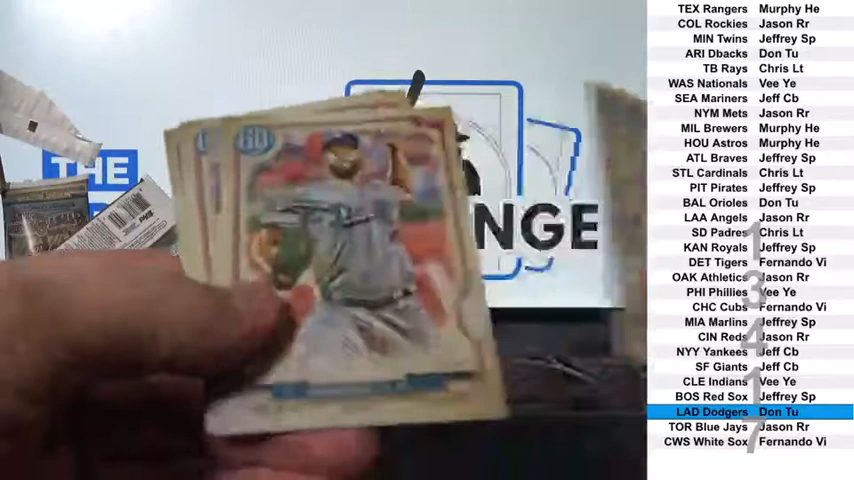 THE
NGE
GQ
TEX Rangers Murphy He
COL Rockies Jason Rr
MIN Twins Jeffrey Sp
ARI Dbacks Don Tu
TB Rays Chris Lt
WAS Nationals Vee Ye
SEA Mariners Jeff Cb
NYM Mets Jason Rr
MIL Brewers Murphy He
HOU Astros Murphy He
ATL Braves Jeffrey Sp
STL Cardinals Chris Lt
PIT Pirates Jeffrey Sp
BAL Orioles Don Tu
LAA Angels Jason Rr
SD Padres Chris Lt
KAN Royals Jeffrey Sp
DET Tigers Fernando Vi
OAK Athletics Jason Rr
PHI Phillies Vee Ye
CHC Cubs Fernando Vi
MIA Marlins Jeffrey Sp
CIN Reds Jason Rr
NYY Yankees Jeff Cb
SF Giants Jeff Cb
CLE Indians Vee Ye
BOS Red Sox Jeffrey Sp
LAD Dodgers Don Tu
TOR Blue Jays Jason Rr
CWS White Sox Fernando Vi
1
3
4
1
7